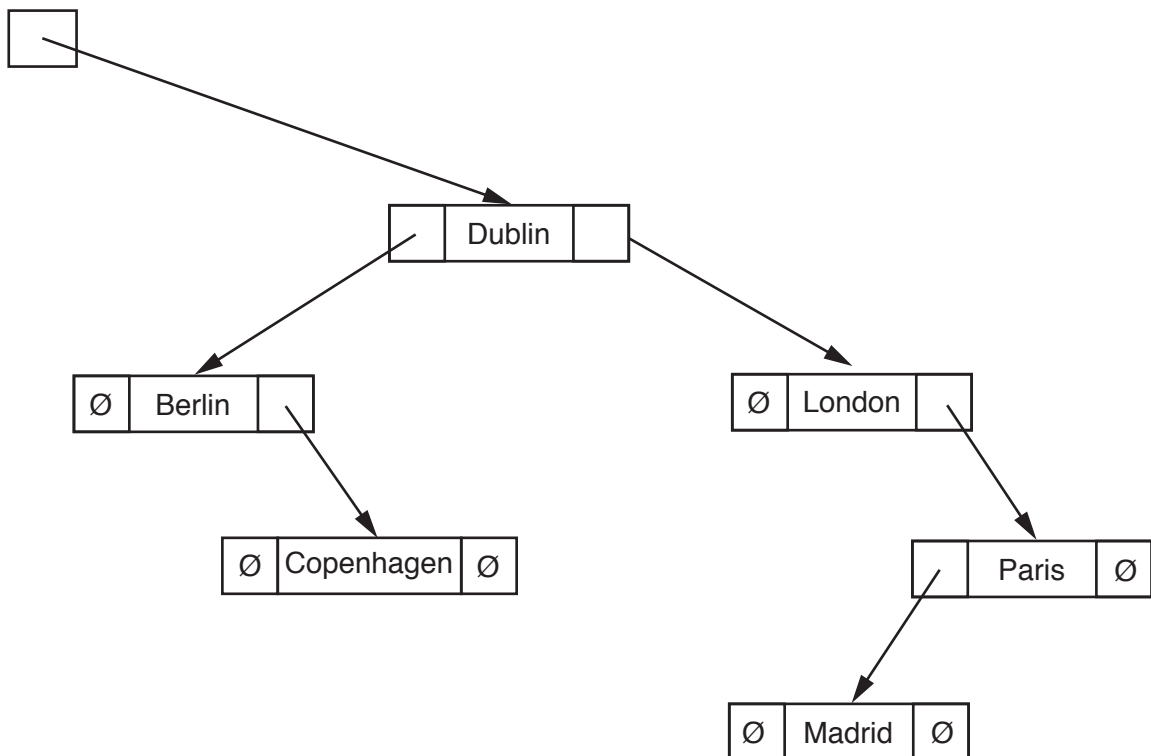 Dublin
Ø Berlin
Ø London
Ø Copenhagen Ø
Paris Ø
Ø Madrid Ø